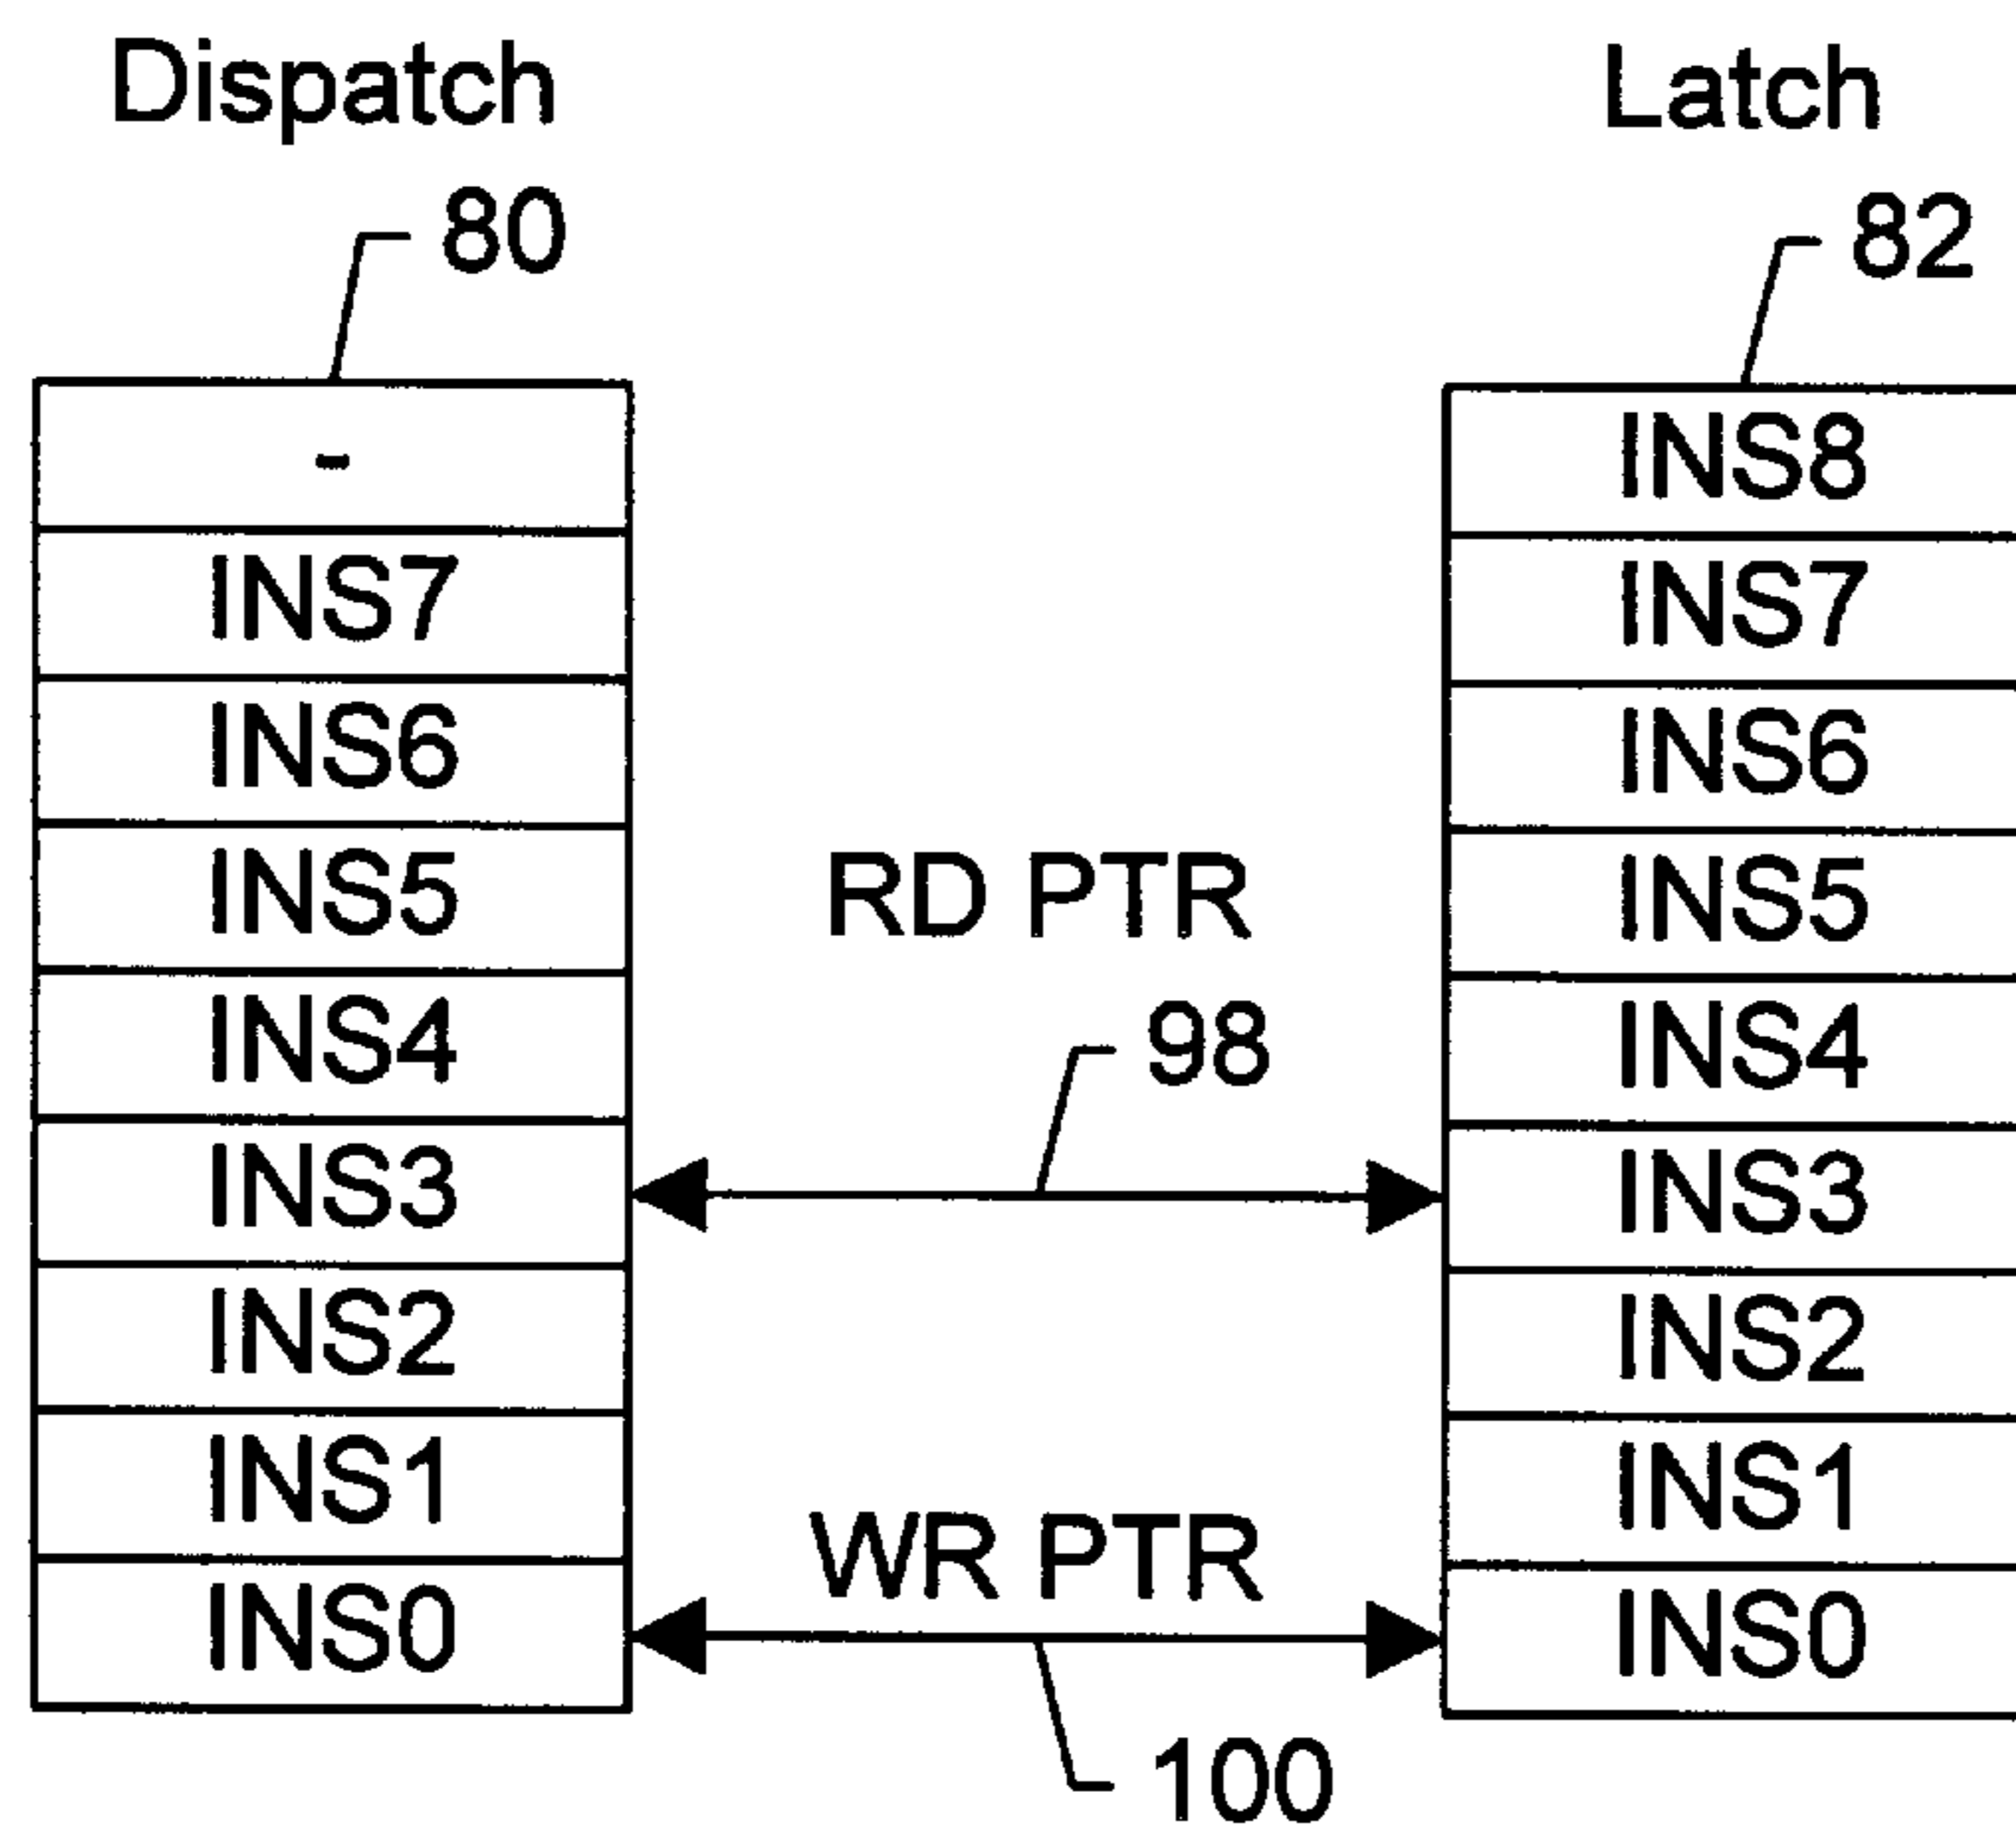 Dispatch Latch
80 82
- INS8
INS7 INS7
INS6 INS6
INS5 RD PTR INS5
INS4 98 INS4
INS3 INS3
INS2 INS2
INS1 INS1
WR PTR
INS0 INS0
100